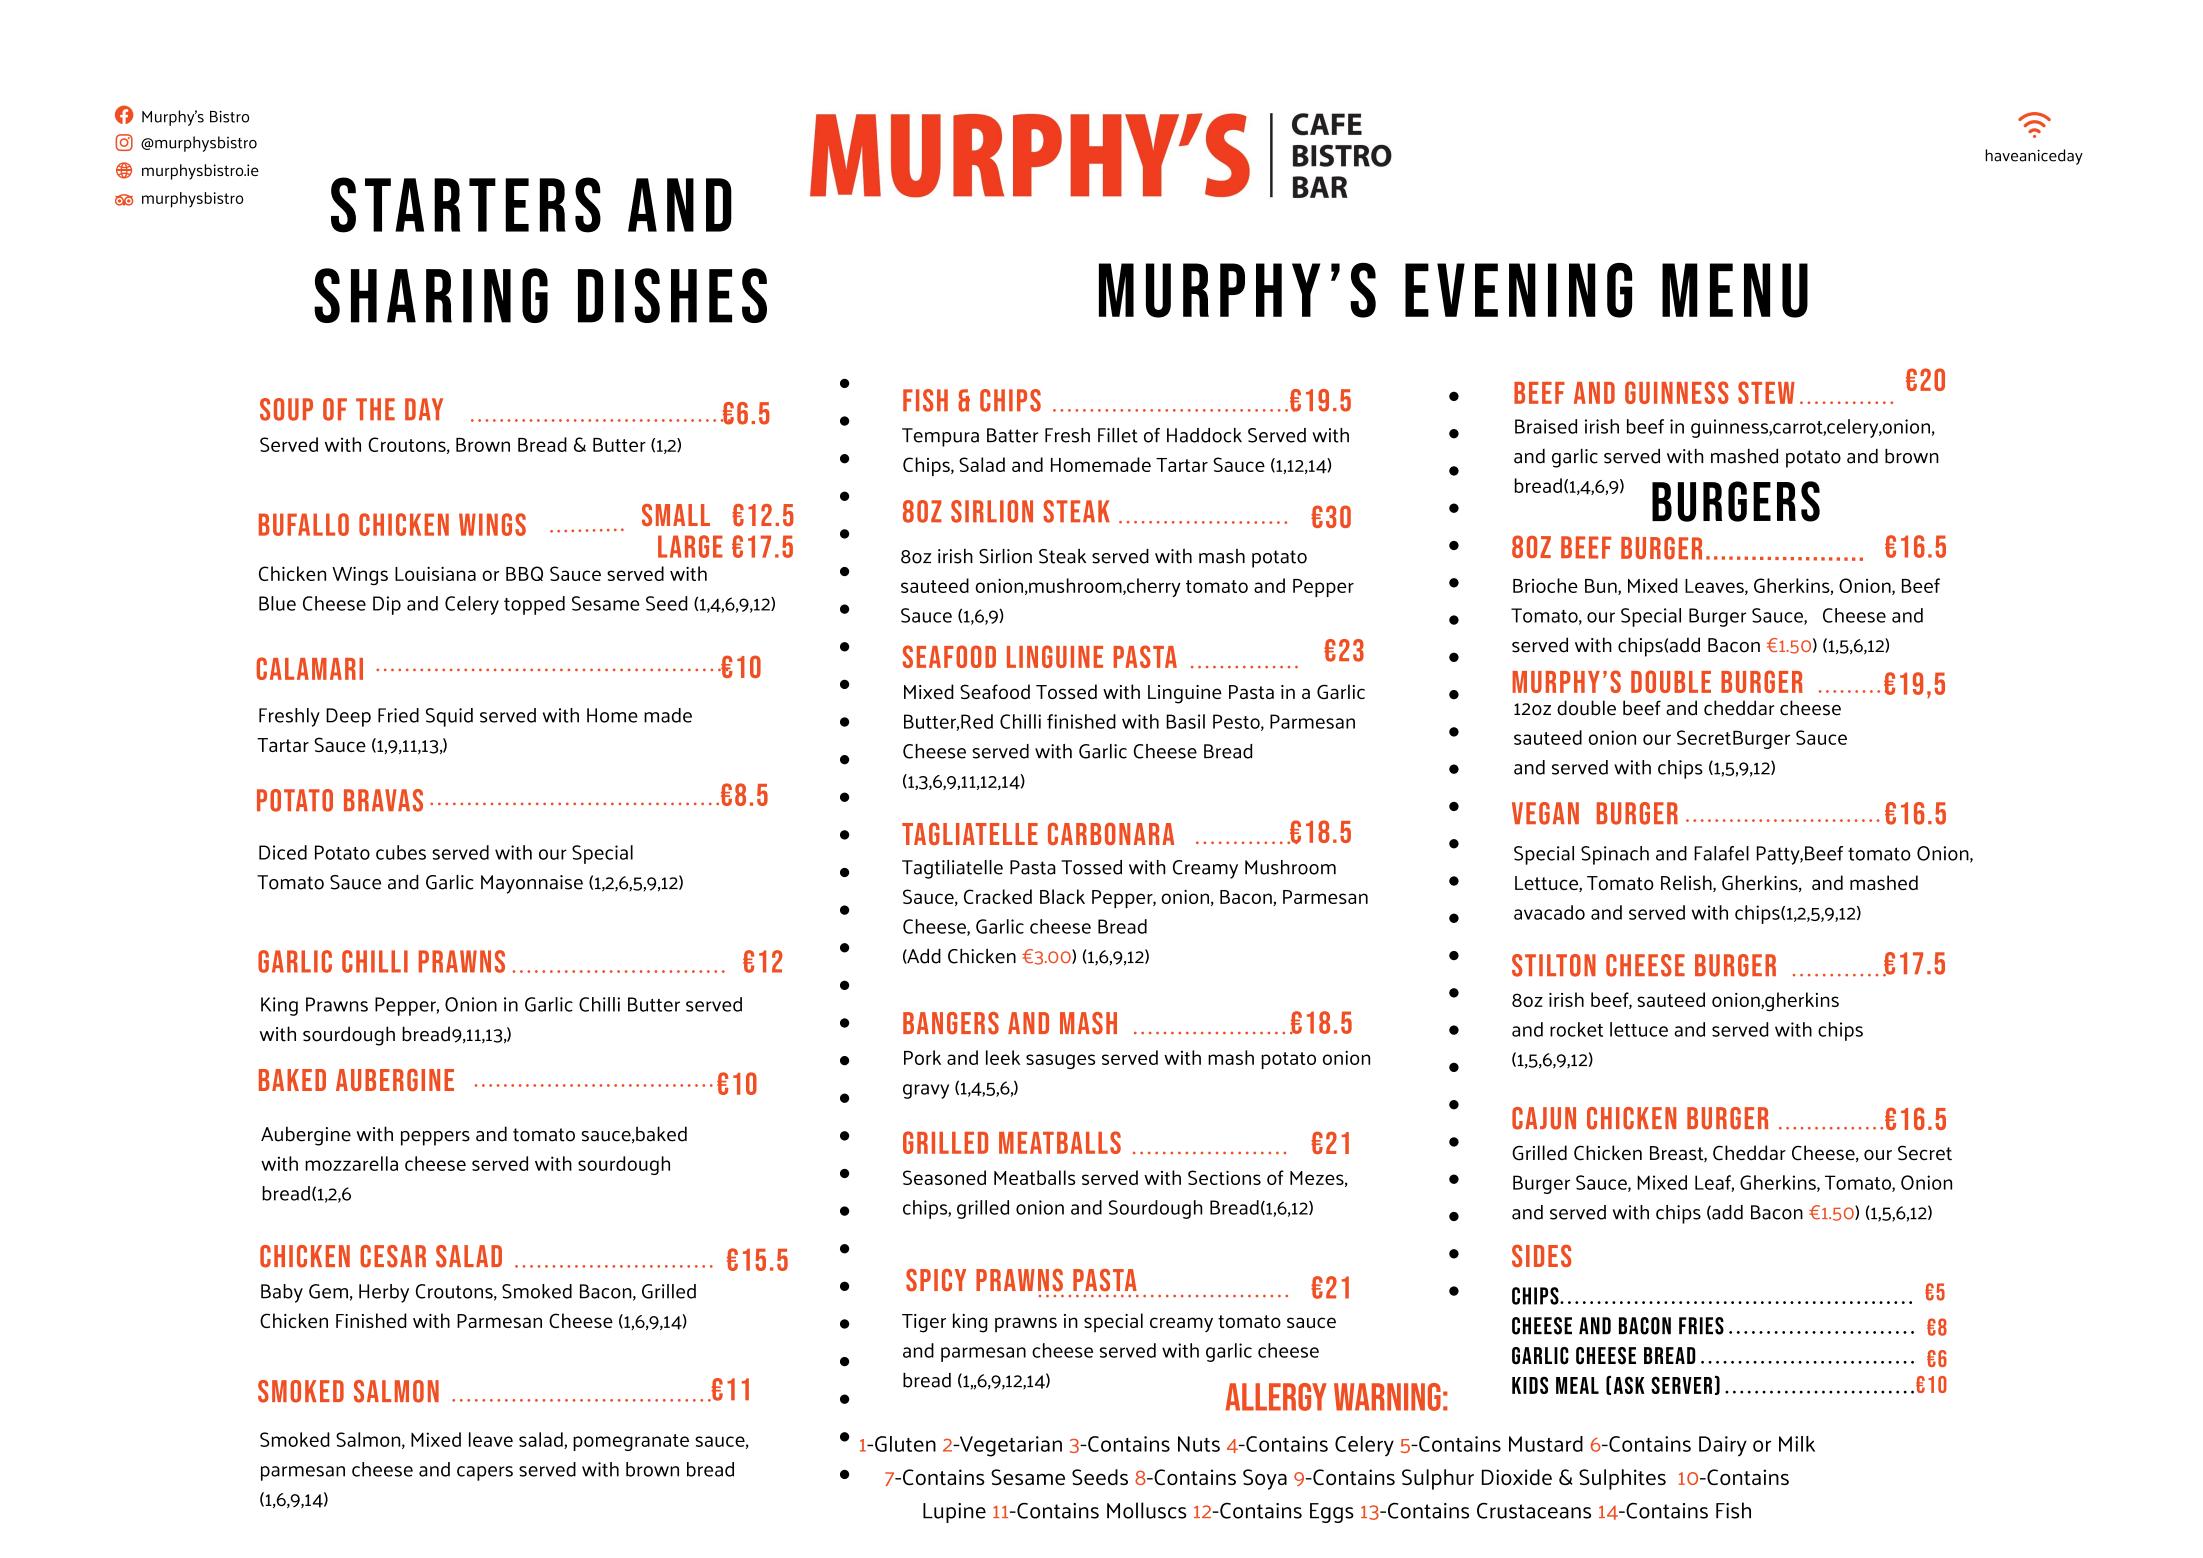 Murphy's Bistro
@murphysbistro
murphysbistro.ie
murphysbistro
MURPHY'S
CAFE
BISTRO
BAR
haveaniceday
STARTERS AND
SHARING DISHES
SOUP OF THE DAY ............................ €6.5
Served with Croutons, Brown Bread & Butter (1,2)
BUFALLO CHICKEN WINGS ........... SMALL €12.5
LARGE €17.5
Chicken Wings Louisiana or BBQ Sauce served with
Blue Cheese Dip and Celery topped Sesame Seed (1,4,6,9,12)
CALAMARI ....................................... €10
Freshly Deep Fried Squid served with Home made
Tartar Sauce (1,9,11,13,)
POTATO BRAVAS ................................ €8.5
Diced Potato cubes served with our Special
Tomato Sauce and Garlic Mayonnaise (1,2,6,5,9,12)
GARLIC CHILLI PRAWNS ........................ €12
King Prawns Pepper, Onion in Garlic Chilli Butter served
with sourdough bread9,11,13,)
BAKED AUBERGINE ........................... €10
Aubergine with peppers and tomato sauce,baked
with mozzarella cheese served with sourdough
bread(1,2,6
CHICKEN CESAR SALAD ...................... €15.5
Baby Gem, Herby Croutons, Smoked Bacon, Grilled
Chicken Finished with Parmesan Cheese (1,6,9,14)
SMOKED SALMON ............................. €11
Smoked Salmon, Mixed leave salad, pomegranate sauce,
parmesan cheese and capers served with brown bread
(1,6,9,14)
MURPHY'S EVENING MENU
FISH & CHIPS ........................... €19.5
Tempura Batter Fresh Fillet of Haddock Served with
Chips, Salad and Homemade Tartar Sauce (1,12,14)
8OZ SIRLION STEAK ................... €30
8oz irish Sirlion Steak served with mash potato
sauteed onion,mushroom,cherry tomato and Pepper
Sauce (1,6,9)
SEAFOOD LINGUINE PASTA ............ €23
Mixed Seafood Tossed with Linguine Pasta in a Garlic
Butter,Red Chilli finished with Basil Pesto, Parmesan
Cheese served with Garlic Cheese Bread
(1,3,6,9,11,12,14)
TAGLIATELLE CARBONARA ........... €18.5
Tagtiliatelle Pasta Tossed with Creamy Mushroom
Sauce, Cracked Black Pepper, onion, Bacon, Parmesan
Cheese, Garlic cheese Bread
(Add Chicken €3.00) (1,6,9,12)
BANGERS AND MASH .................. €18.5
Pork and leek sasuges served with mash potato onion
gravy (1,4,5,6,)
GRILLED MEATBALLS .................. €21
Seasoned Meatballs served with Sections of Mezes,
chips, grilled onion and Sourdough Bread(1,6,12)
SPICY PRAWNS PASTA ............................ €21
Tiger king prawns in special creamy tomato sauce
and parmesan cheese served with garlic cheese
bread (1,,6,9,12,14)
BEEF AND GUINNESS STEW ........... €20
Braised irish beef in guinness,carrot,celery,onion,
and garlic served with mashed potato and brown
bread(1,4,6,9)
BURGERS
8OZ BEEF BURGER...................... €16.5
Brioche Bun, Mixed Leaves, Gherkins, Onion, Beef
Tomato, our Special Burger Sauce, Cheese and
served with chips(add Bacon €1.50) (1,5,6,12)
MURPHY'S DOUBLE BURGER ....... €19,5
12oz double beef and cheddar cheese
sauteed onion our SecretBurger Sauce
and served with chips (1,5,9,12)
VEGAN BURGER ...................... €16.5
Special Spinach and Falafel Patty,Beef tomato Onion,
Lettuce, Tomato Relish, Gherkins, and mashed
avacado and served with chips(1,2,5,9,12)
STILTON CHEESE BURGER ........... €17.5
8oz irish beef, sauteed onion,gherkins
and rocket lettuce and served with chips
(1,5,6,9,12)
CAJUN CHICKEN BURGER ............ €16.5
Grilled Chicken Breast, Cheddar Cheese, our Secret
Burger Sauce, Mixed Leaf, Gherkins, Tomato, Onion
and served with chips (add Bacon €1.50) (1,5,6,12)
SIDES
CHIPS............................................. €5
CHEESE AND BACON FRIES ........................ €8
GARLIC CHEESE BREAD ........................... €6
KIDS MEAL (ASK SERVER) ........................ €10
ALLERGY WARNING:
1-Gluten 2-Vegetarian 3-Contains Nuts 4-Contains Celery 5-Contains Mustard 6-Contains Dairy or Milk
7-Contains Sesame Seeds 8-Contains Soya 9-Contains Sulphur Dioxide & Sulphites 10-Contains
Lupine 11-Contains Molluscs 12-Contains Eggs 13-Contains Crustaceans 14-Contains Fish